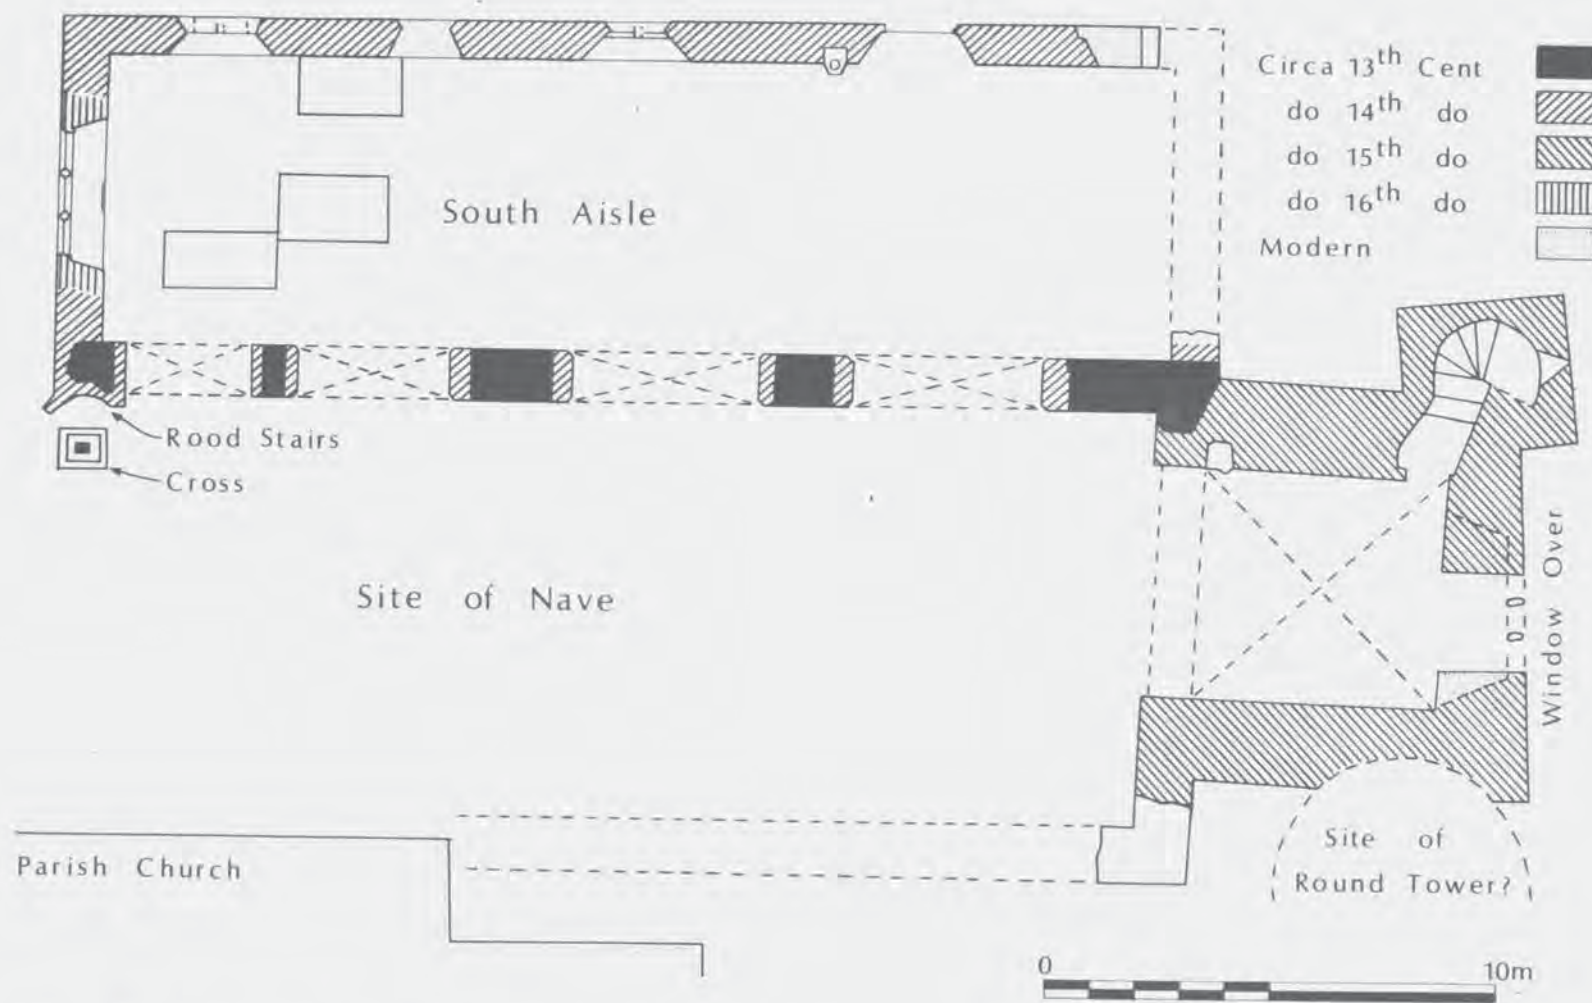 Circa 13th Cent
do 14th do
do 15th do
do 16th do
Modern
South Aisle
Rood Stairs
Cross
Site of Nave
Window Over
Parish Church
Site of
Round Tower?
0 10m